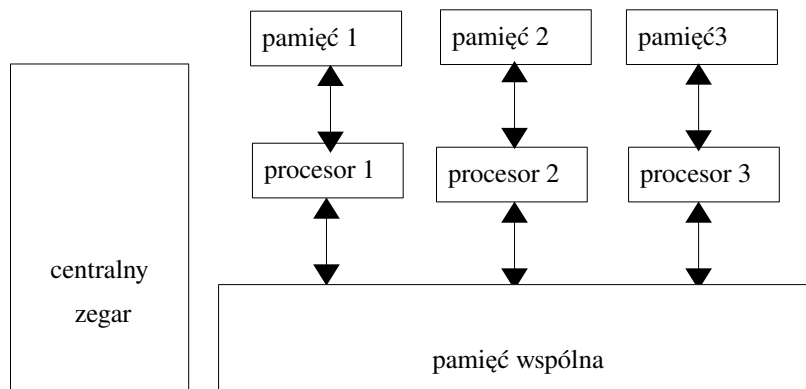 pamięć 1
pamięć 2
pamięć3
procesor 1
procesor 2
procesor 3
centralny
zegar
pamięć wspólna